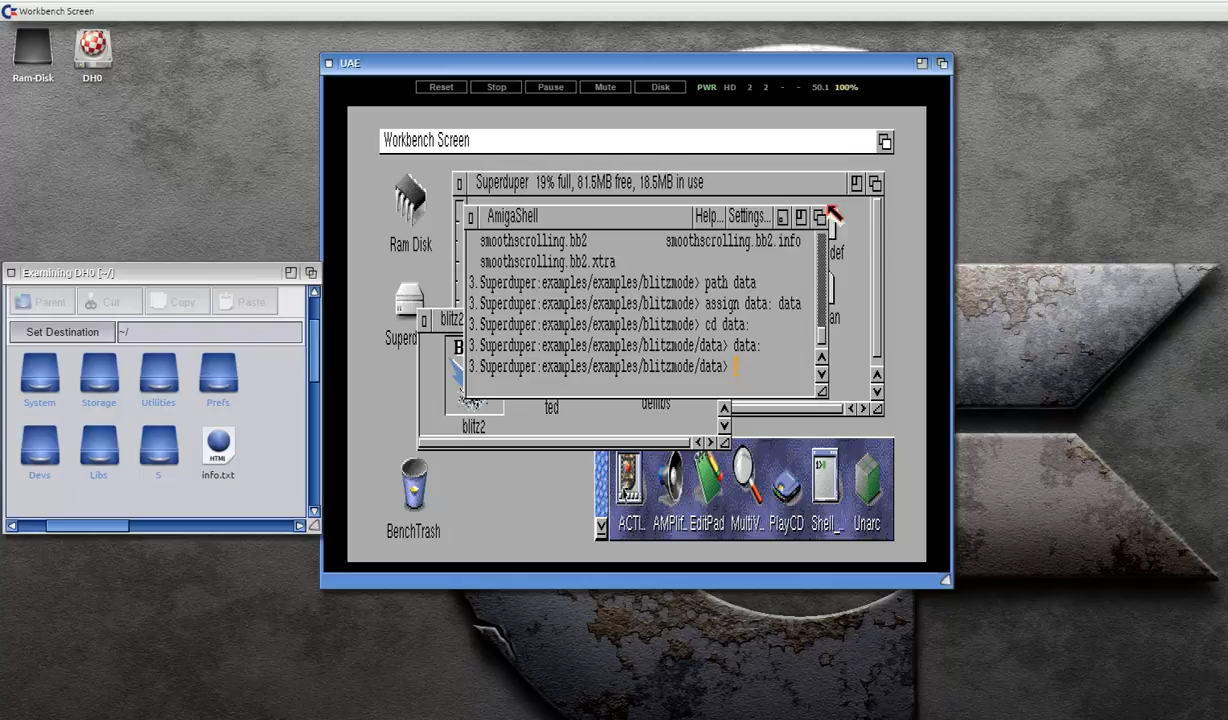 Workbench Screen
Ram-Disk
DH0
UAE
Reset
Stop
Pause
Mute
Disk
PWR
HD
2
2
-
-
50.1
100%
Workbench Screen
Superduper 19% full, 81.5MB free, 18.5MB in use
Ram Disk
AmigaShell
Help...
Settings...
smoothscrolling.bb2
smoothscrolling.bb2.info
smoothscrolling.bb2.xtra
3.Superduper:examples/examples/blitzmode> path data
3.Superduper:examples/examples/blitzmode> assign data: data
3.Superduper:examples/examples/blitzmode> cd data:
3.Superduper:examples/examples/blitzmode/data> data:
3.Superduper:examples/examples/blitzmode/data>
def
an
Superd
blitz2
B
ted
deflibs
blitz2
BenchTrash
ACTI..
AMPlif..
EditPad
MultiV..
PlayCD
Shell_..
Unarc
Examining DH0 [~/]
Parent
Cut
Copy
Paste
Set Destination
~/
System
Storage
Utilities
Prefs
Devs
Libs
S
HTML
info.txt